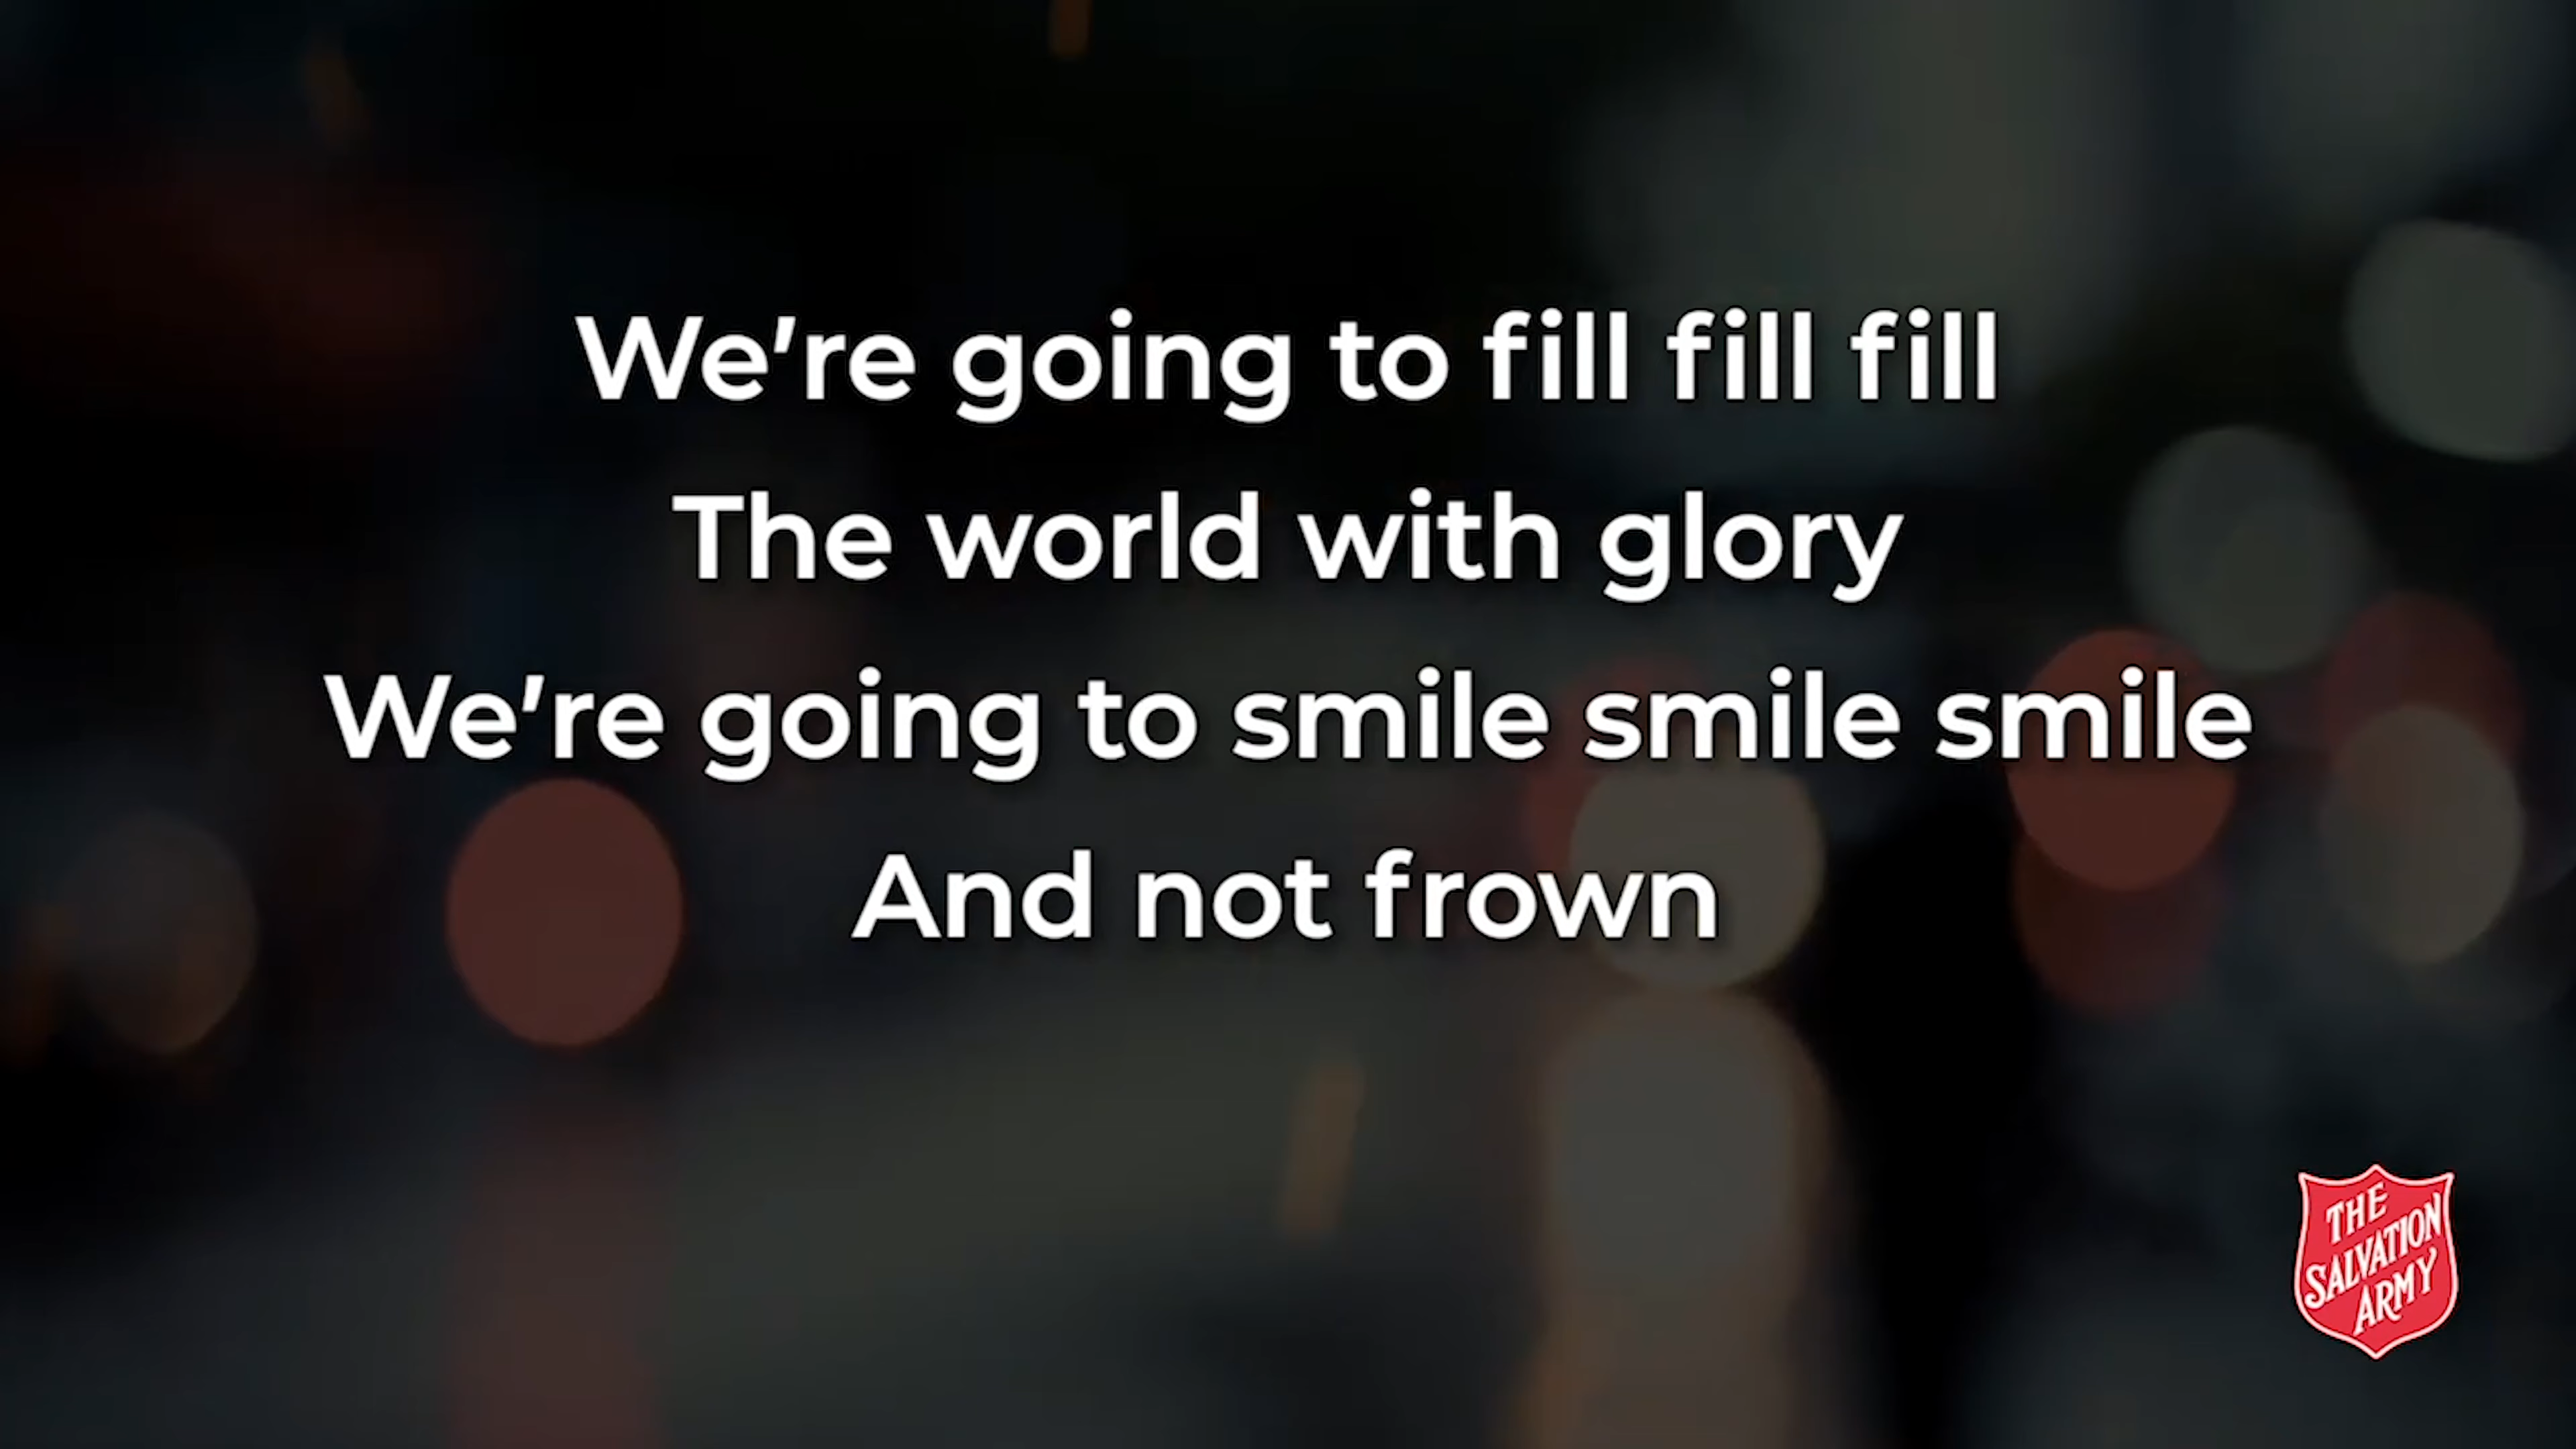 We're going to fill fill fill
The world with glory
We're going to smile smile smile
And not frown
THE
SALVATION
ARMY